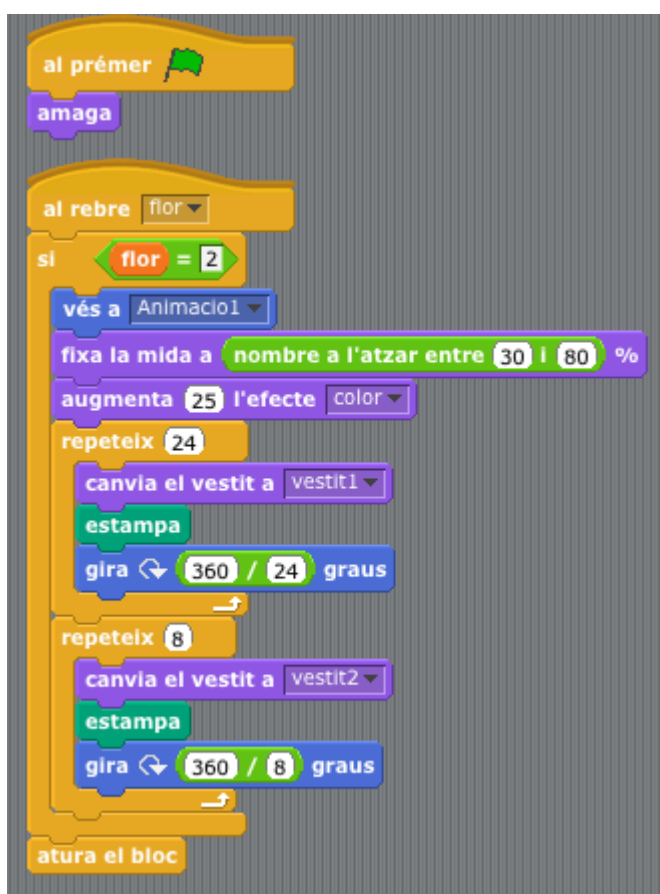 al prémer
amaga
al rebre flor
si flor = 2
vés a Animacio1
fixa la mida a nombre a l'atzar entre 30 i 80 %
augmenta 25 l'efecte color
repeteix 24
canvia el vestit a vestit1
estampa
gira 360 / 24 graus
repeteix 8
canvia el vestit a vestit2
estampa
gira 360 / 8 graus
atura el bloc